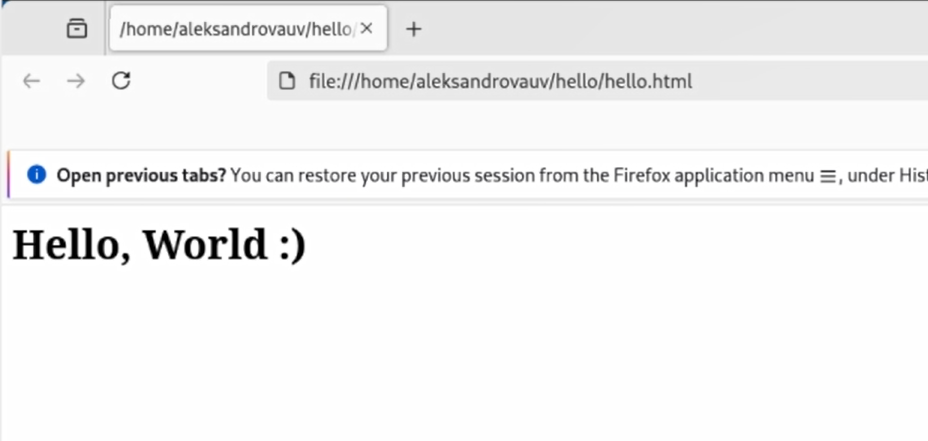 /home/aleksandrovauv/hello/
file:///home/aleksandrovauv/hello/hello.html
Open previous tabs? You can restore your previous session from the Firefox application menu ☰, under
Hello, World :)